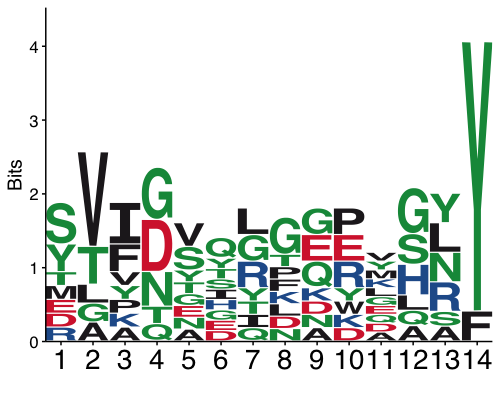 Bits
4
3
2
1
0
S Y T M E D R
V T L G A
I F V Y P K A
G D N T Q
V S Y T G E N A
Q Y T S I H G E D
L G R Y T I Q
G T P F K L D N
G E Q K D N A
P E R Y W K D
V Y M K L G E Q D A
G S H L Q A
Y L N R S A
Y F
1 2 3 4 5 6 7 8 9 10 11 12 13 14